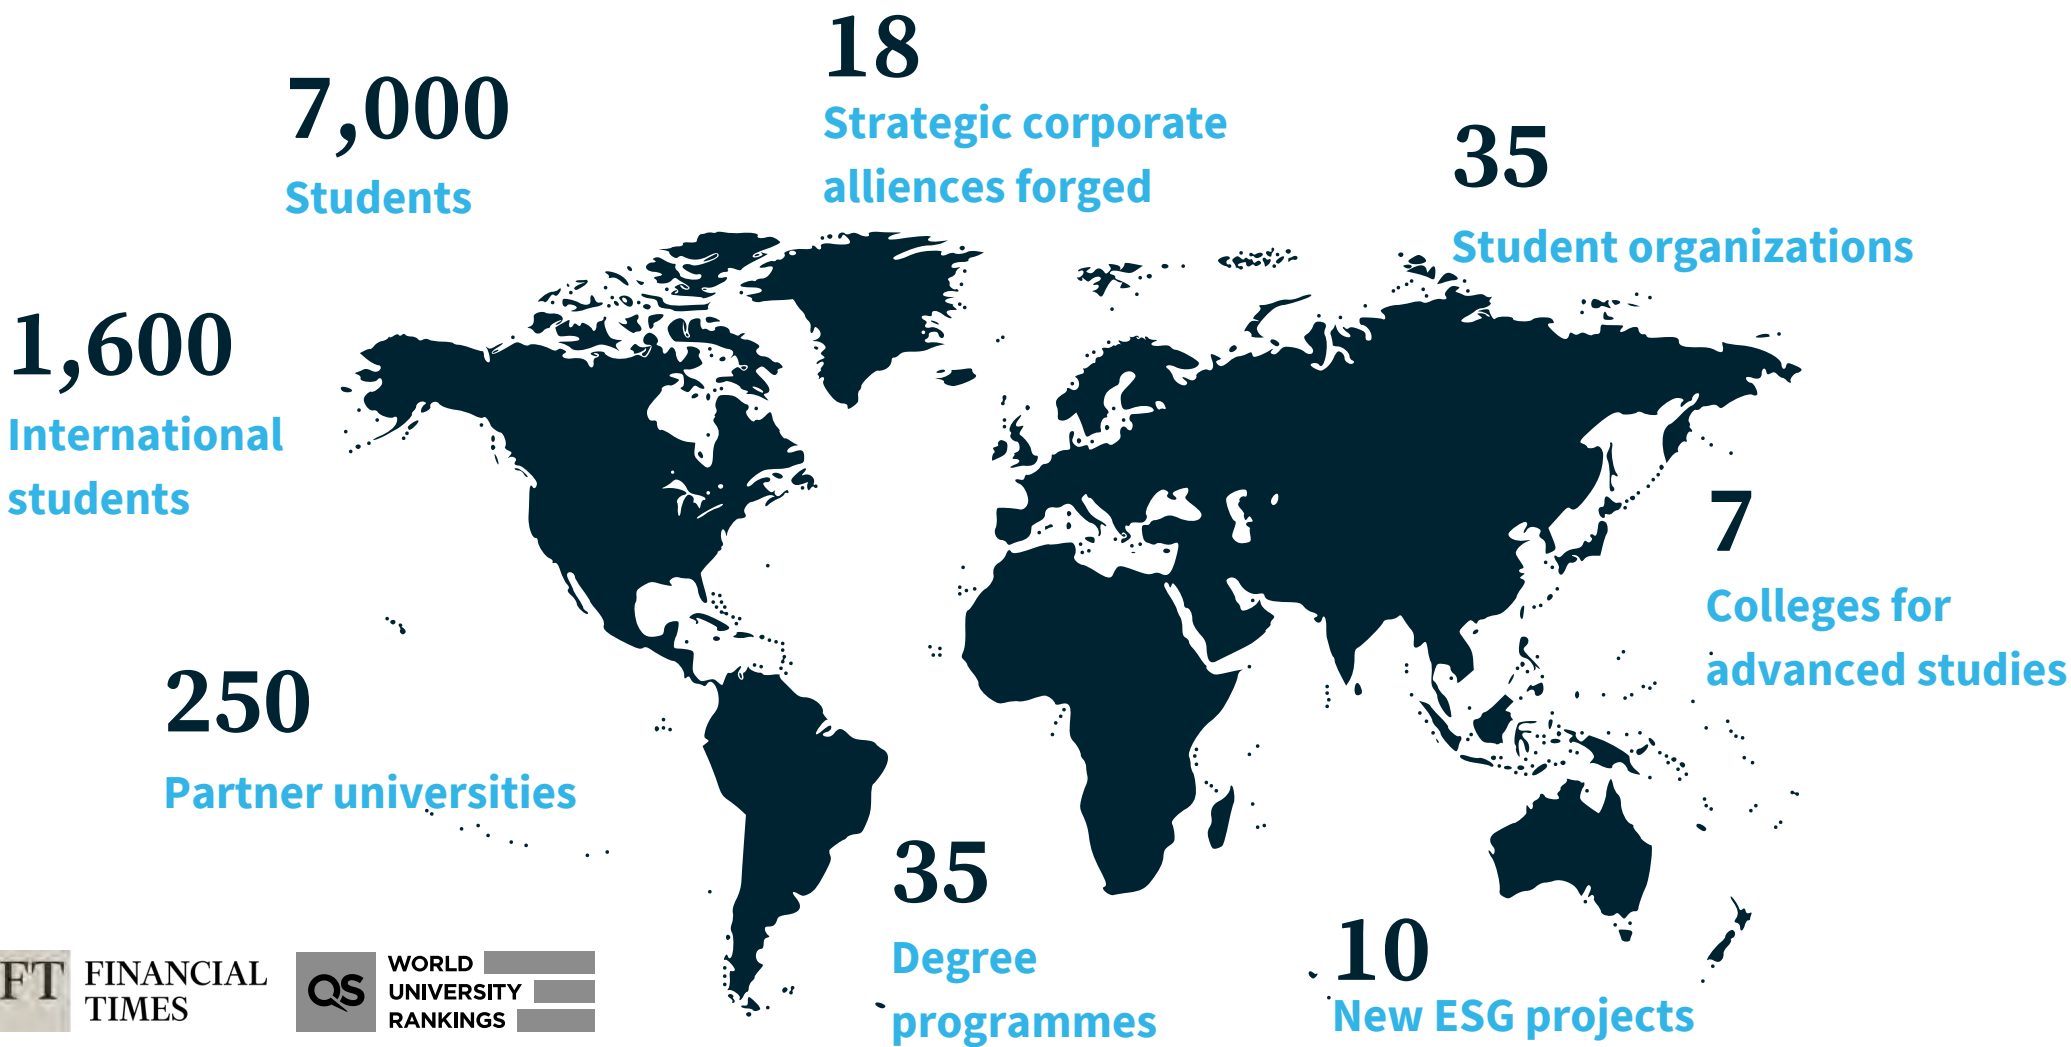 18
Strategic corporate
alliences forged
7,000
Students
35
Student organizations
1,600
International
students
7
Colleges for
advanced studies
250
Partner universities
35
Degree
programmes
10
New ESG projects
FT FINANCIAL
TIMES
QS WORLD
UNIVERSITY
RANKINGS